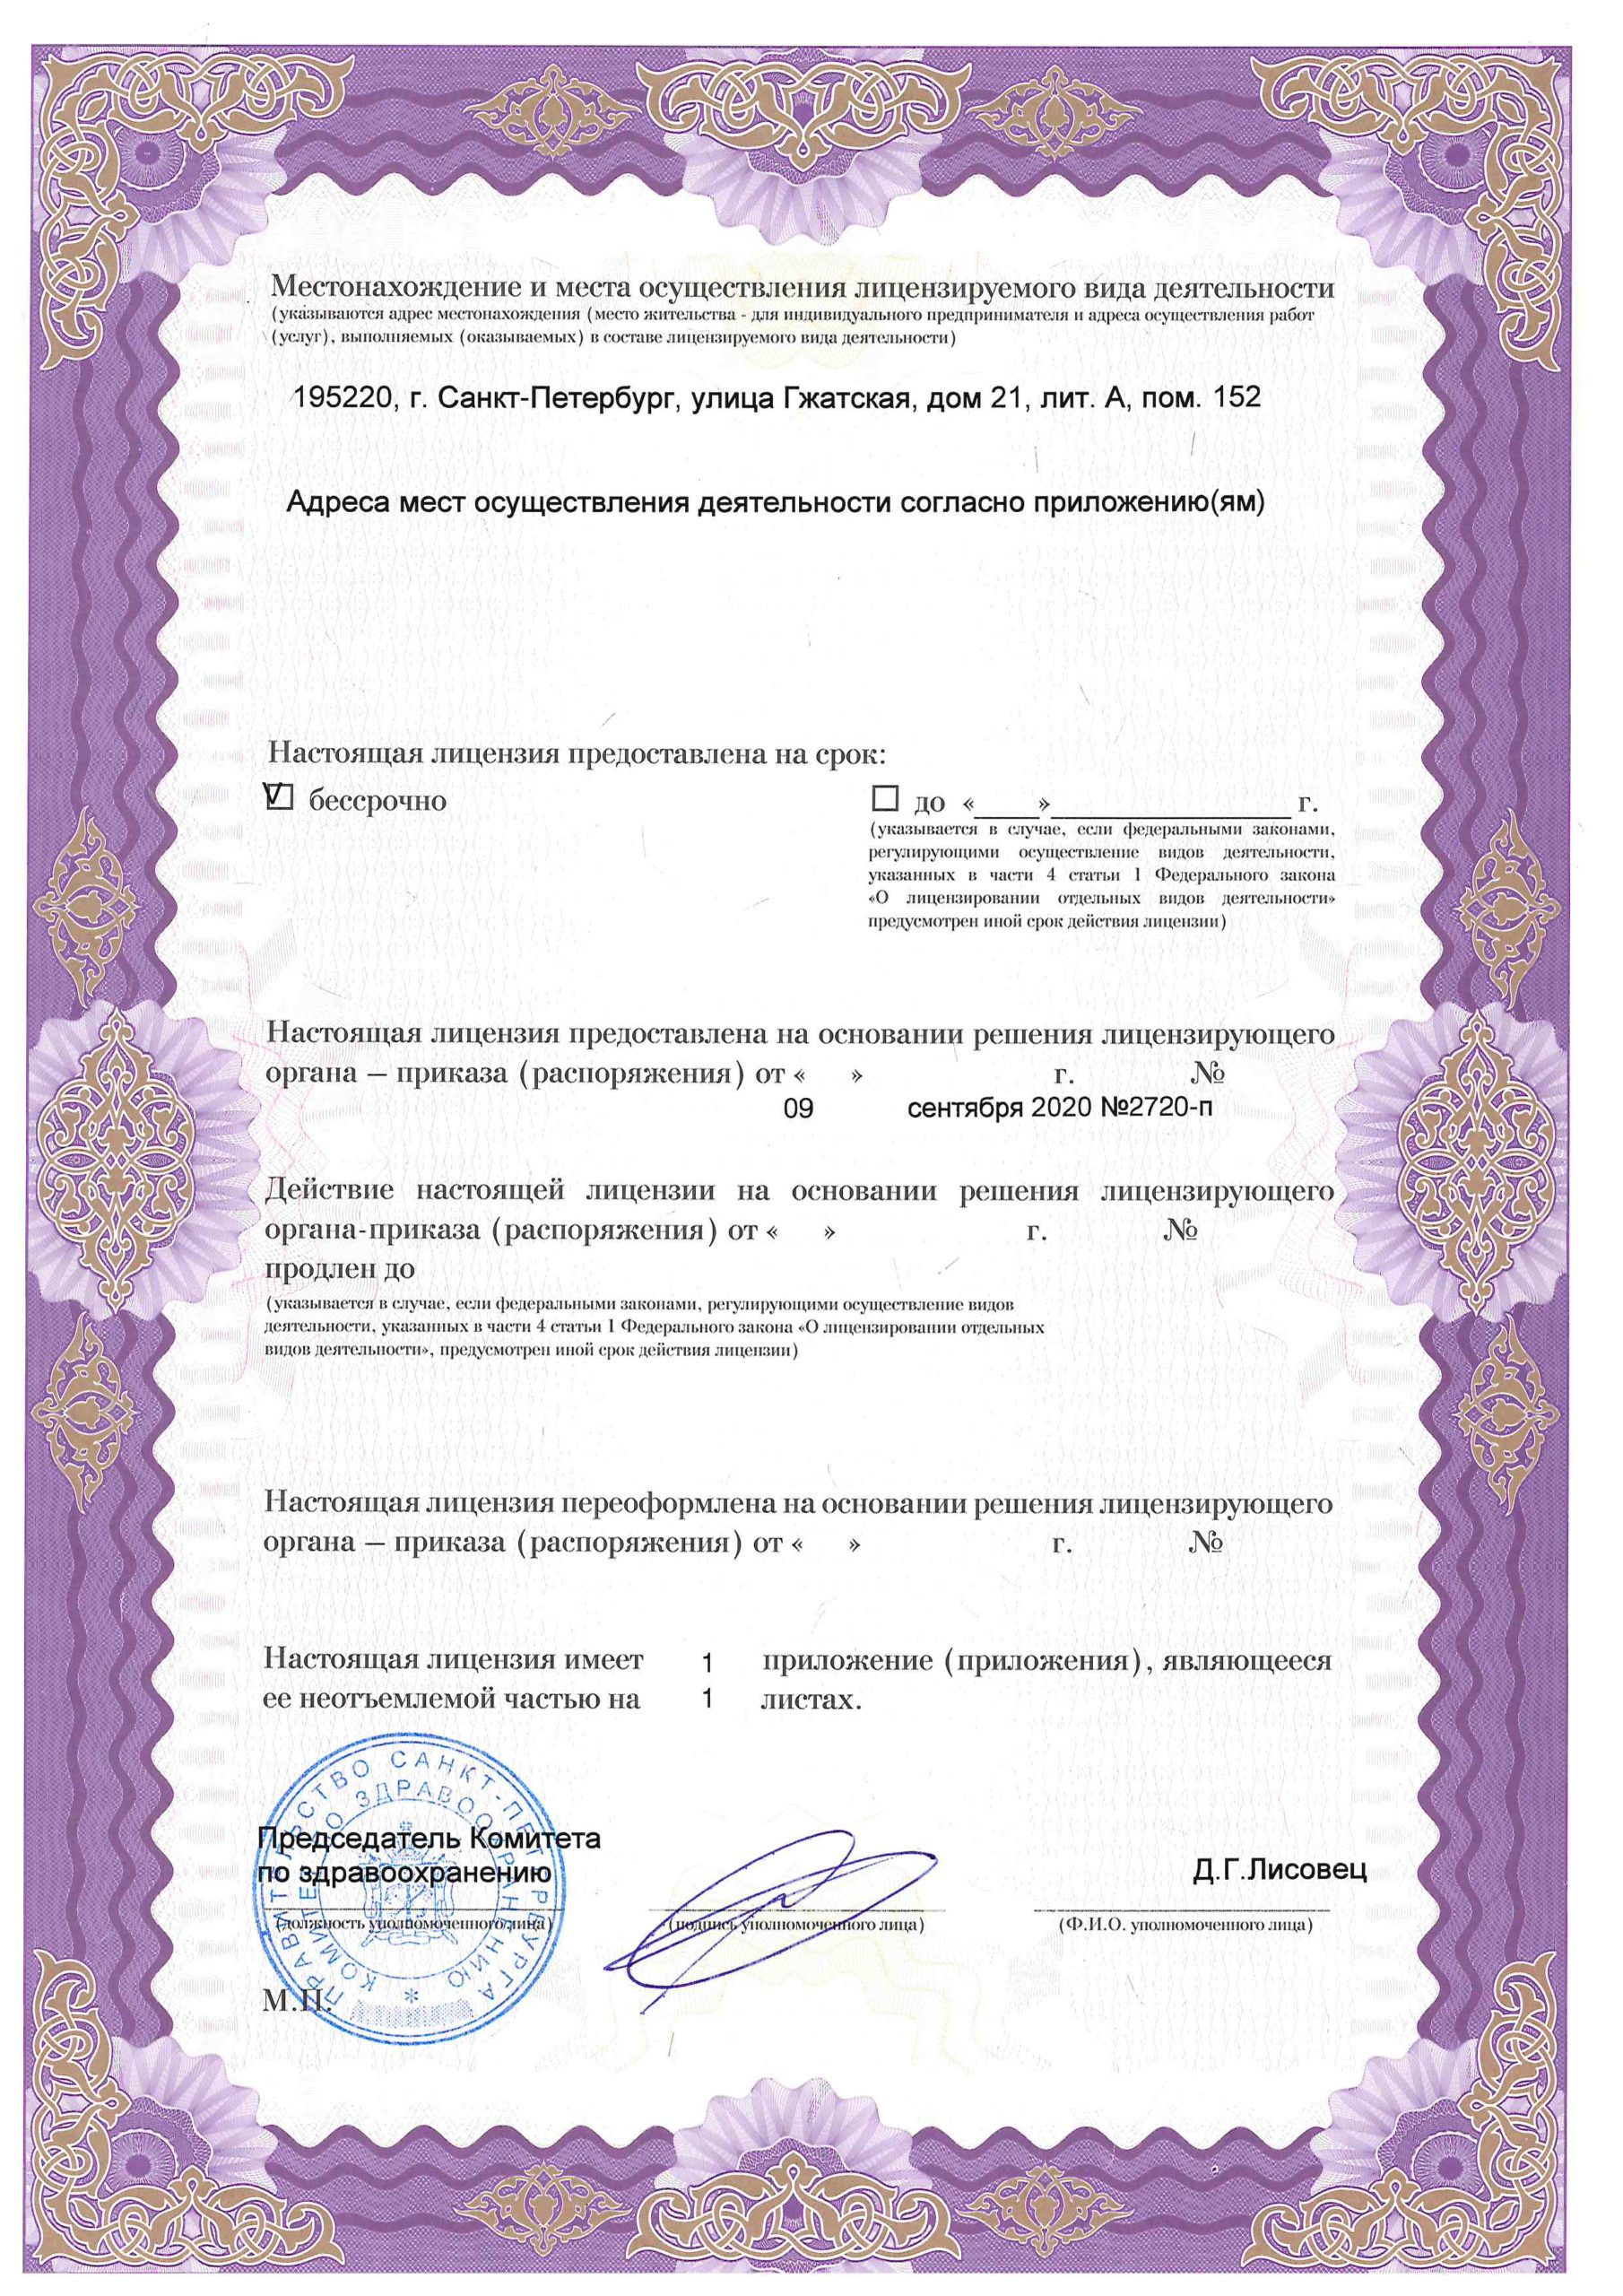 Местонахождение и места осуществления лицензируемого вида деятельности
(указываются адрес местонахождения (место жительства - для индивидуального предпринимателя и адреса осуществления работ
(услуг), выполняемых (оказываемых) в составе лицензируемого вида деятельности)
195220, г. Санкт-Петербург, улица Гжатская, дом 21, лит. А, пом. 152
Адреса мест осуществления деятельности согласно приложению(ям)
Настоящая лицензия предоставлена на срок:
V бессрочно
до «____»________________ г.
(указывается в случае, если федеральными законами,
регулирующими осуществление видов деятельности,
указанных в части 4 статьи 1 Федерального закона
«О лицензировании отдельных видов деятельности»
предусмотрен иной срок действия лицензии)
Настоящая лицензия предоставлена на основании решения лицензирующего
органа – приказа (распоряжения) от « » г. №
09 сентября 2020 №2720-п
Действие настоящей лицензии на основании решения лицензирующего
органа-приказа (распоряжения) от « » г. №
продлен до
(указывается в случае, если федеральными законами, регулирующими осуществление видов
деятельности, указанных в части 4 статьи 1 Федерального закона «О лицензировании отдельных
видов деятельности», предусмотрен иной срок действия лицензии)
Настоящая лицензия переоформлена на основании решения лицензирующего
органа – приказа (распоряжения) от « » г. №
Настоящая лицензия имеет 1 приложение (приложения), являющееся
ее неотъемлемой частью на 1 листах.
ПРАВИТЕЛЬСТВО САНКТ-ПЕТЕРБУРГА
КОМИТЕТ ПО ЗДРАВООХРАНЕНИЮ
Председатель Комитета
по здравоохранению
Д.Г.Лисовец
(должность уполномоченного лица)
(подпись уполномоченного лица)
(Ф.И.О. уполномоченного лица)
М.П.